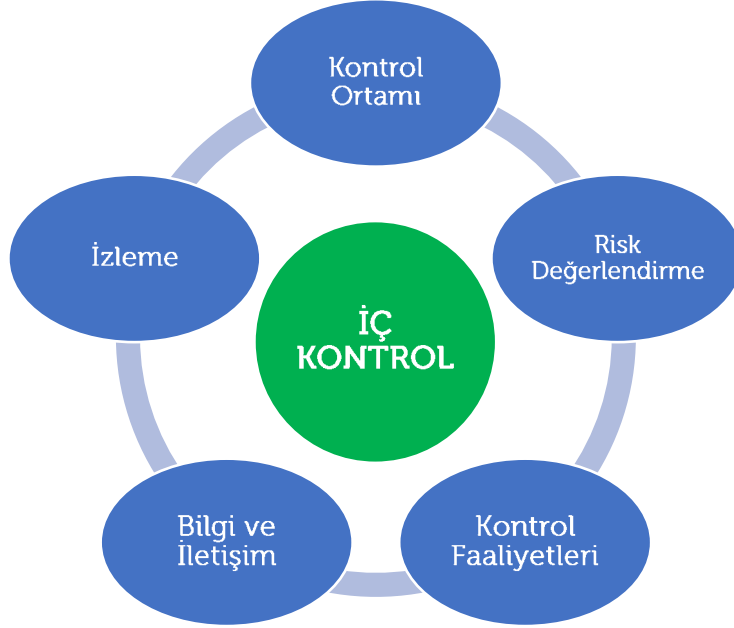 Kontrol
Ortamı
Risk
Değerlendirme
Kontrol
Faaliyetleri
Bilgi ve
İletişim
İzleme
İÇ
KONTROL